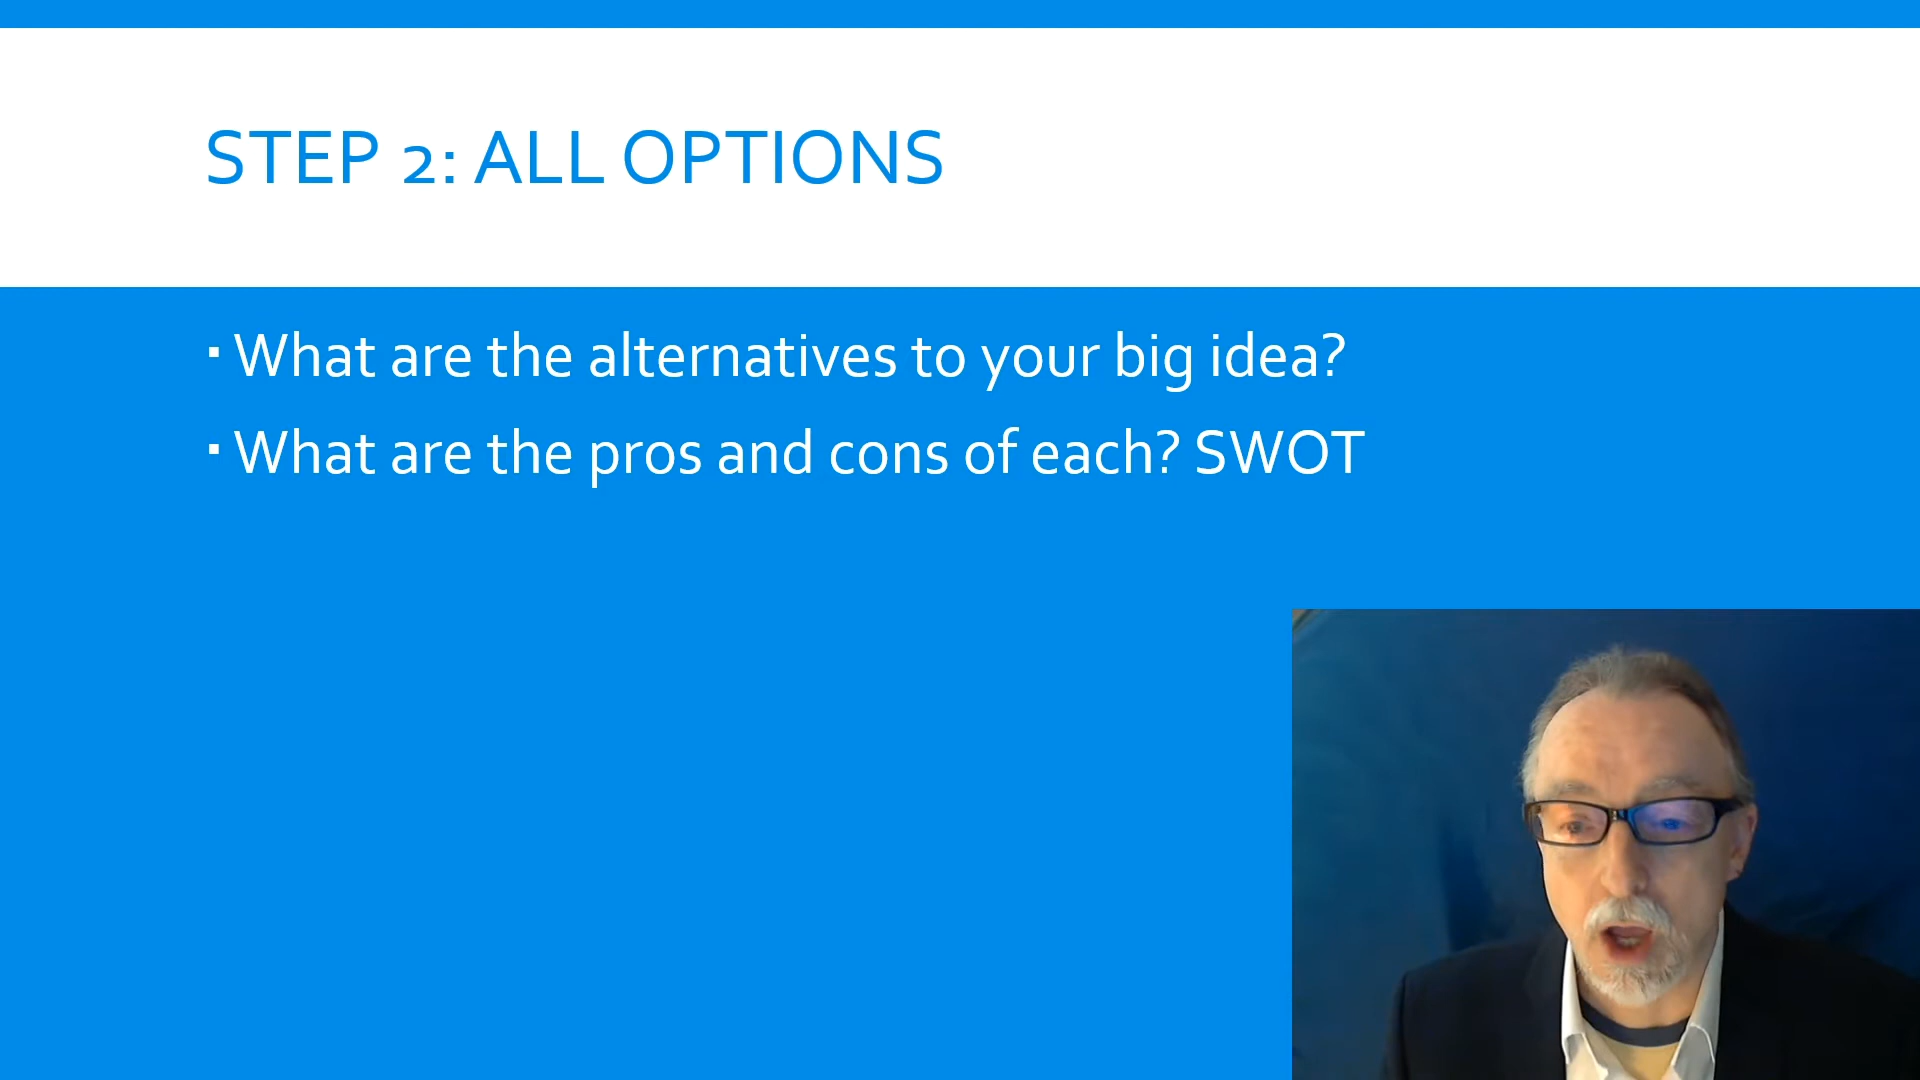 STEP 2: ALL OPTIONS
▪ What are the alternatives to your big idea?
▪ What are the pros and cons of each? SWOT